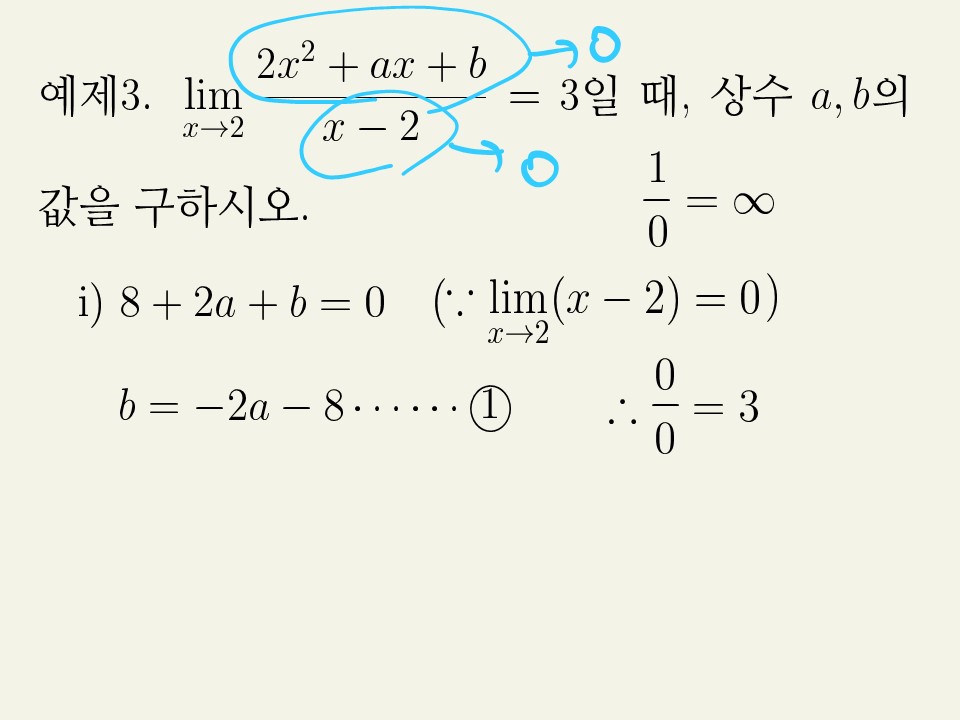 예제3. lim_{x→2} (2x² + ax + b)/(x − 2) = 3일 때, 상수 a, b의
→ 0
→ 0
값을 구하시오.
1/0 = ∞
i) 8 + 2a + b = 0 (∵ lim_{x→2}(x − 2) = 0)
b = −2a − 8 ⋯⋯ ①
∴ 0/0 = 3